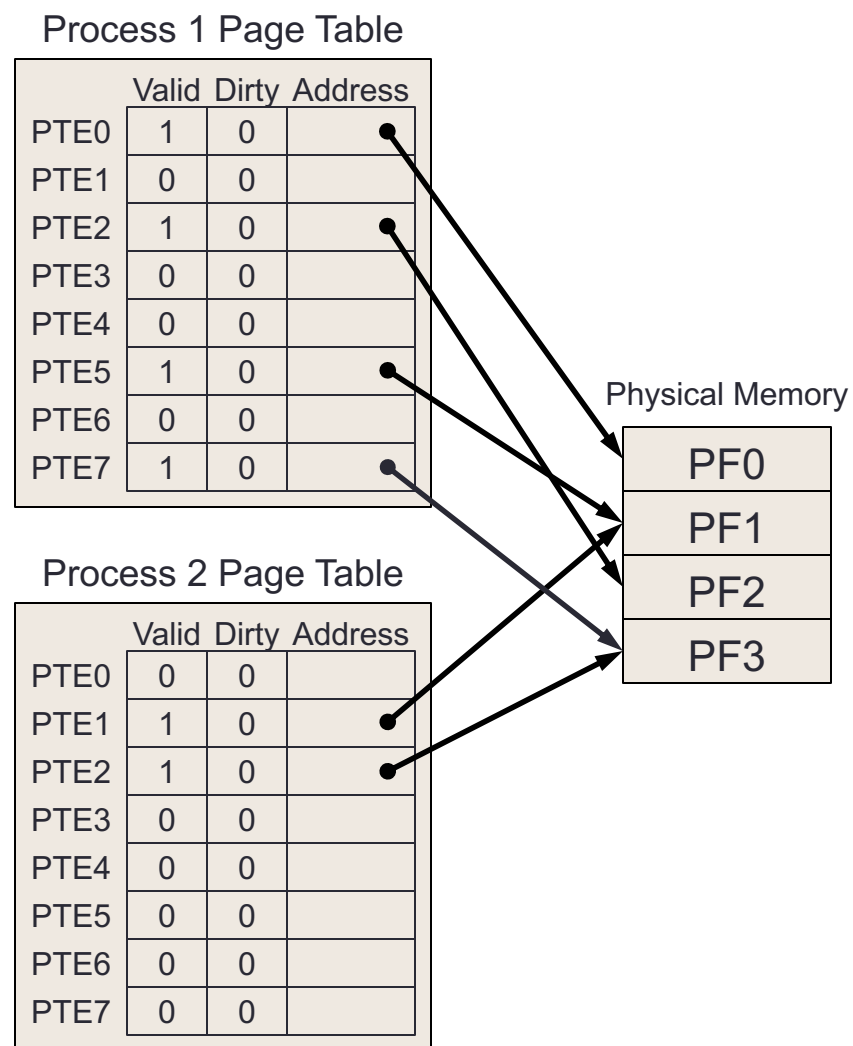 Process 1 Page Table
Valid Dirty Address
PTE0 1 0
PTE1 0 0
PTE2 1 0
PTE3 0 0
PTE4 0 0
PTE5 1 0
PTE6 0 0
PTE7 1 0
Physical Memory
PF0
PF1
PF2
PF3
Process 2 Page Table
Valid Dirty Address
PTE0 0 0
PTE1 1 0
PTE2 1 0
PTE3 0 0
PTE4 0 0
PTE5 0 0
PTE6 0 0
PTE7 0 0